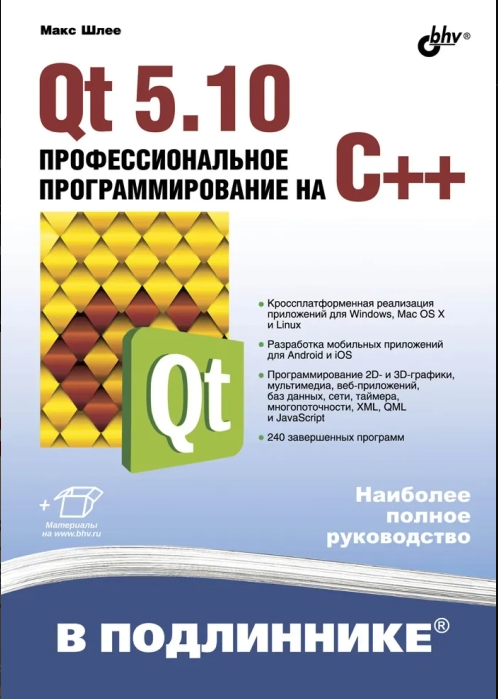 Макс Шлее
bhv®
Qt 5.10
ПРОФЕССИОНАЛЬНОЕ
ПРОГРАММИРОВАНИЕ НА C++
Кроссплатформенная реализация
приложений для Windows, Mac OS X
и Linux
Разработка мобильных приложений
для Android и iOS
Программирование 2D- и 3D-графики,
мультимедиа, веб-приложений,
баз данных, сети, таймера,
многопоточности, XML, QML
и JavaScript
240 завершенных программ
Qt
+
Материалы
на www.bhv.ru
Наиболее
полное
руководство
В ПОДЛИННИКЕ®